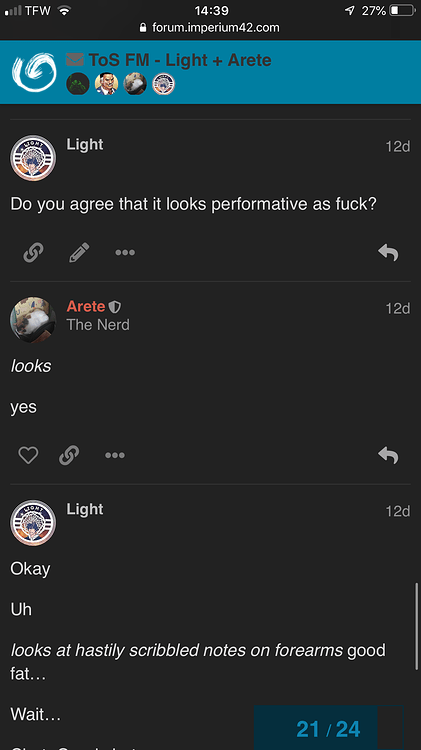 TFW 14:39 27%
forum.imperium42.com
ToS FM - Light + Arete
Light 12d
Do you agree that it looks performative as fuck?
Arete 12d
The Nerd
looks
yes
LIGHT
Light 12d
Okay
Uh
looks at hastily scribbled notes on forearms good
fat…
Wait…
21 / 24